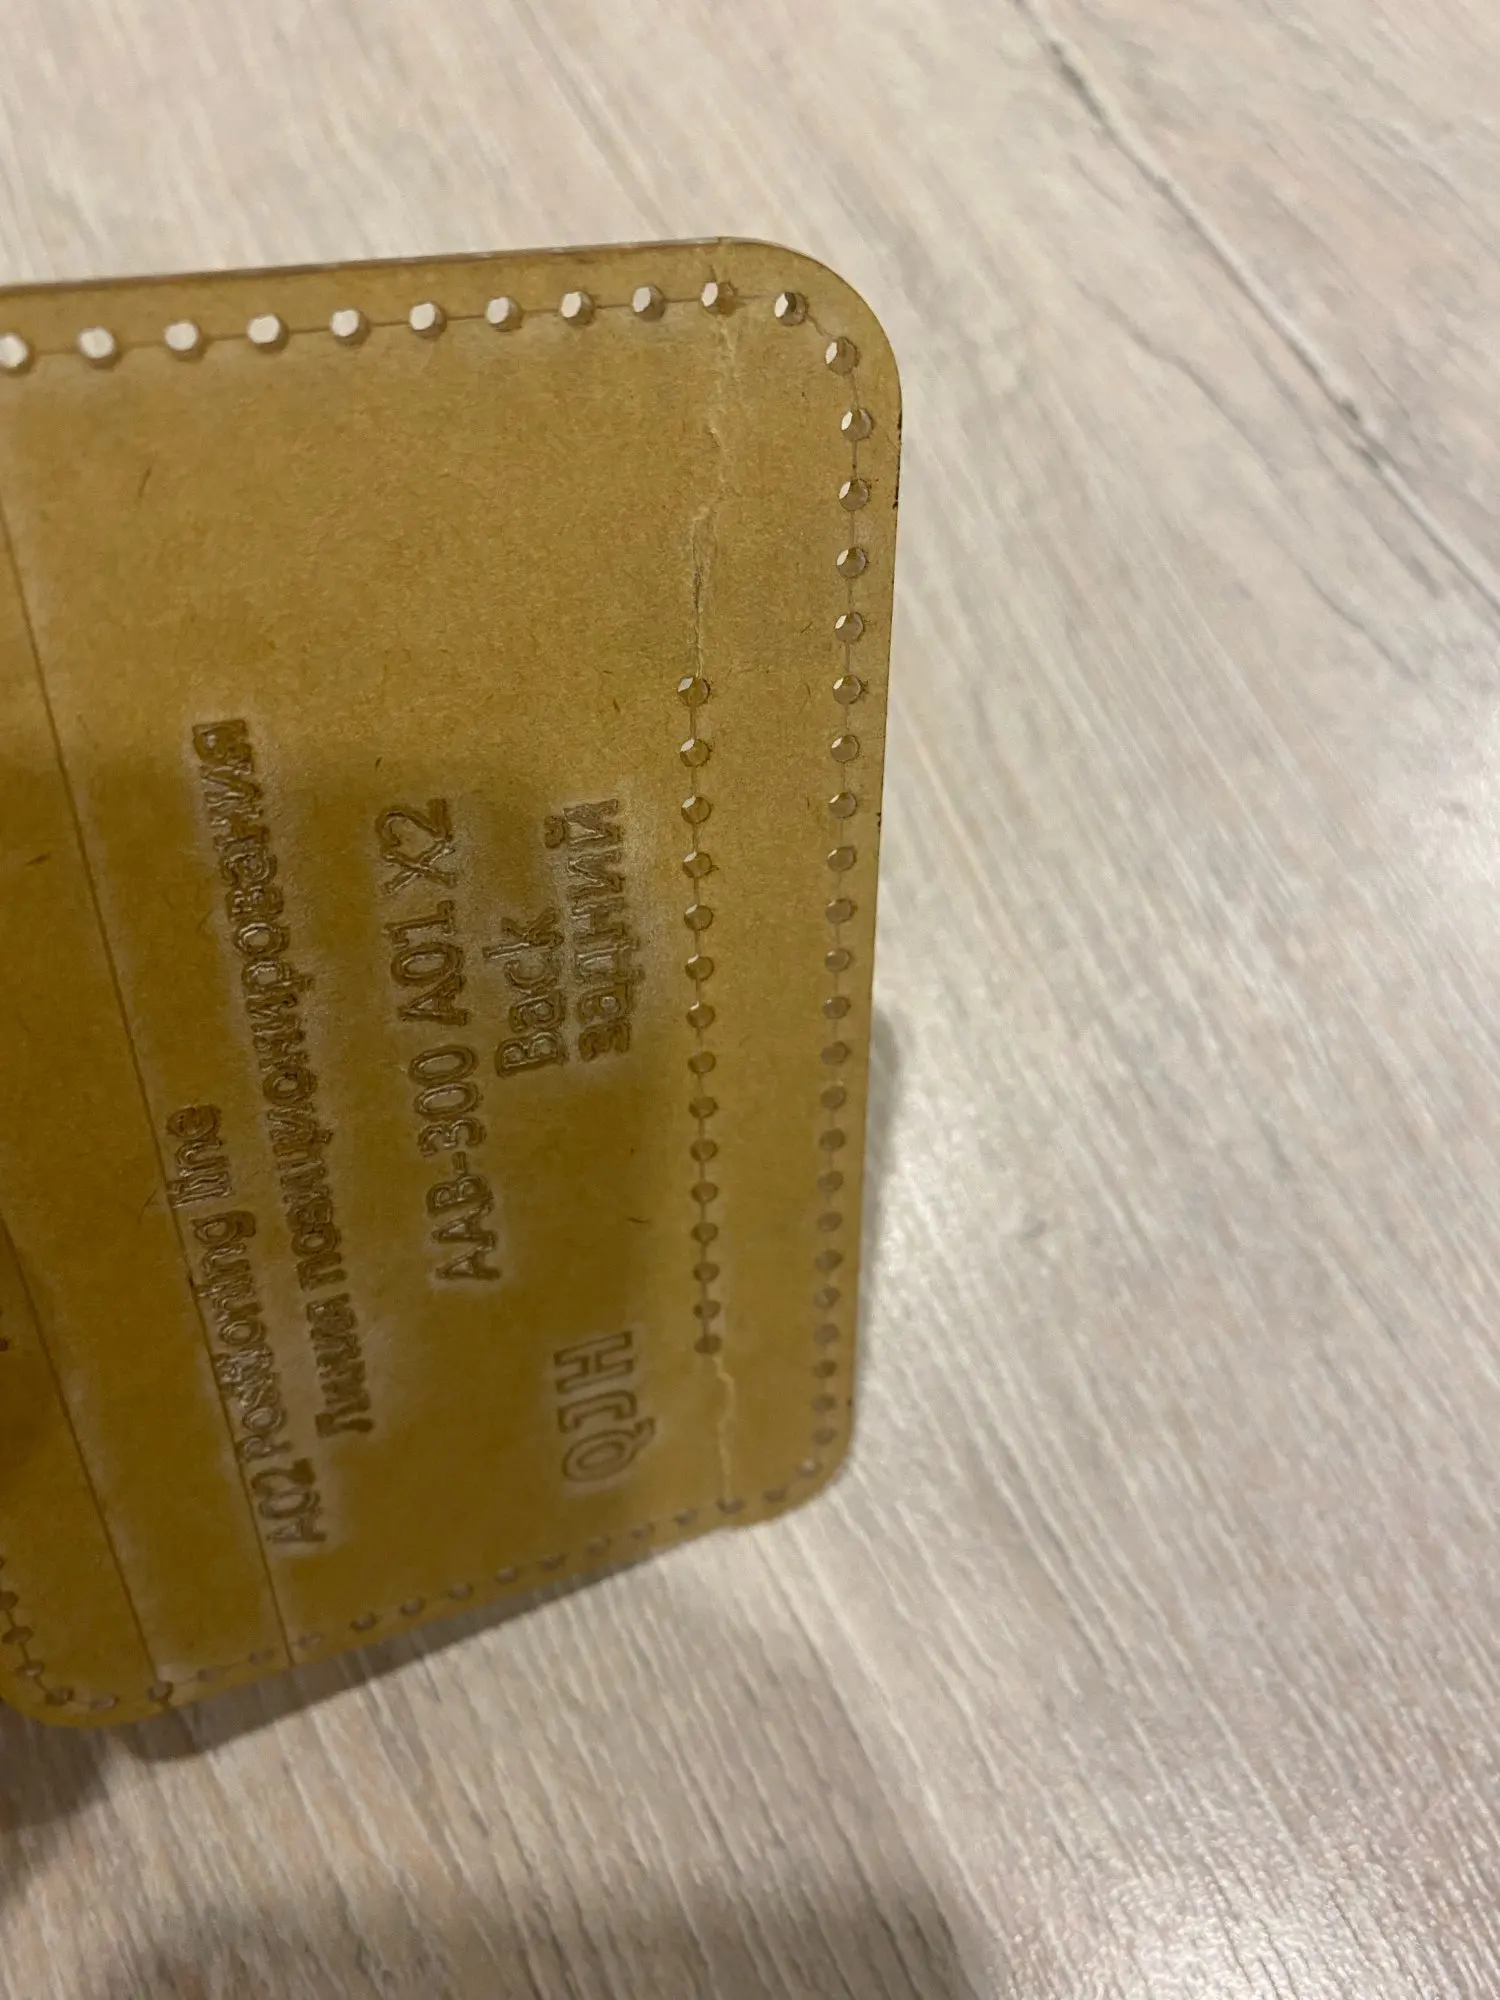 A02 Positioning line
Линия позиционирования
AAB-300 A01 X2
Back
задний
QJH